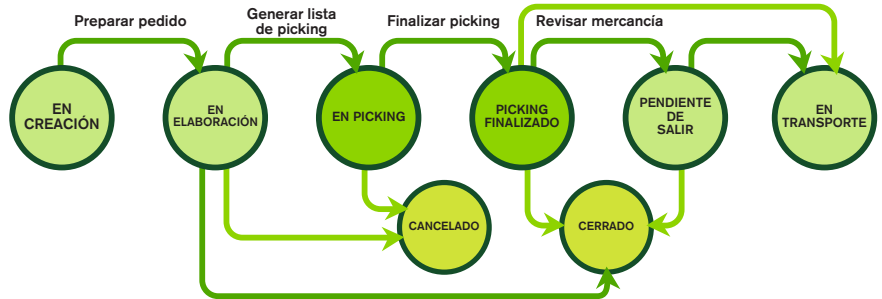 Preparar pedido
Generar lista
de picking
Finalizar picking
Revisar mercancía
EN
CREACIÓN
EN
ELABORACIÓN
EN PICKING
PICKING
FINALIZADO
PENDIENTE
DE
SALIR
EN
TRANSPORTE
CANCELADO
CERRADO